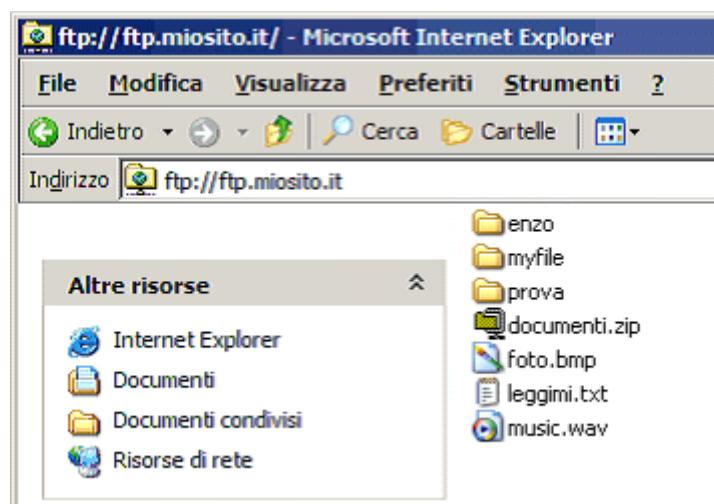 ftp://ftp.miosito.it/ - Microsoft Internet Explorer
File Modifica Visualizza Preferiti Strumenti ?
Indietro Cerca Cartelle
Indirizzo ftp://ftp.miosito.it
Altre risorse
Internet Explorer
Documenti
Documenti condivisi
Risorse di rete
enzo
myfile
prova
documenti.zip
foto.bmp
leggimi.txt
music.wav